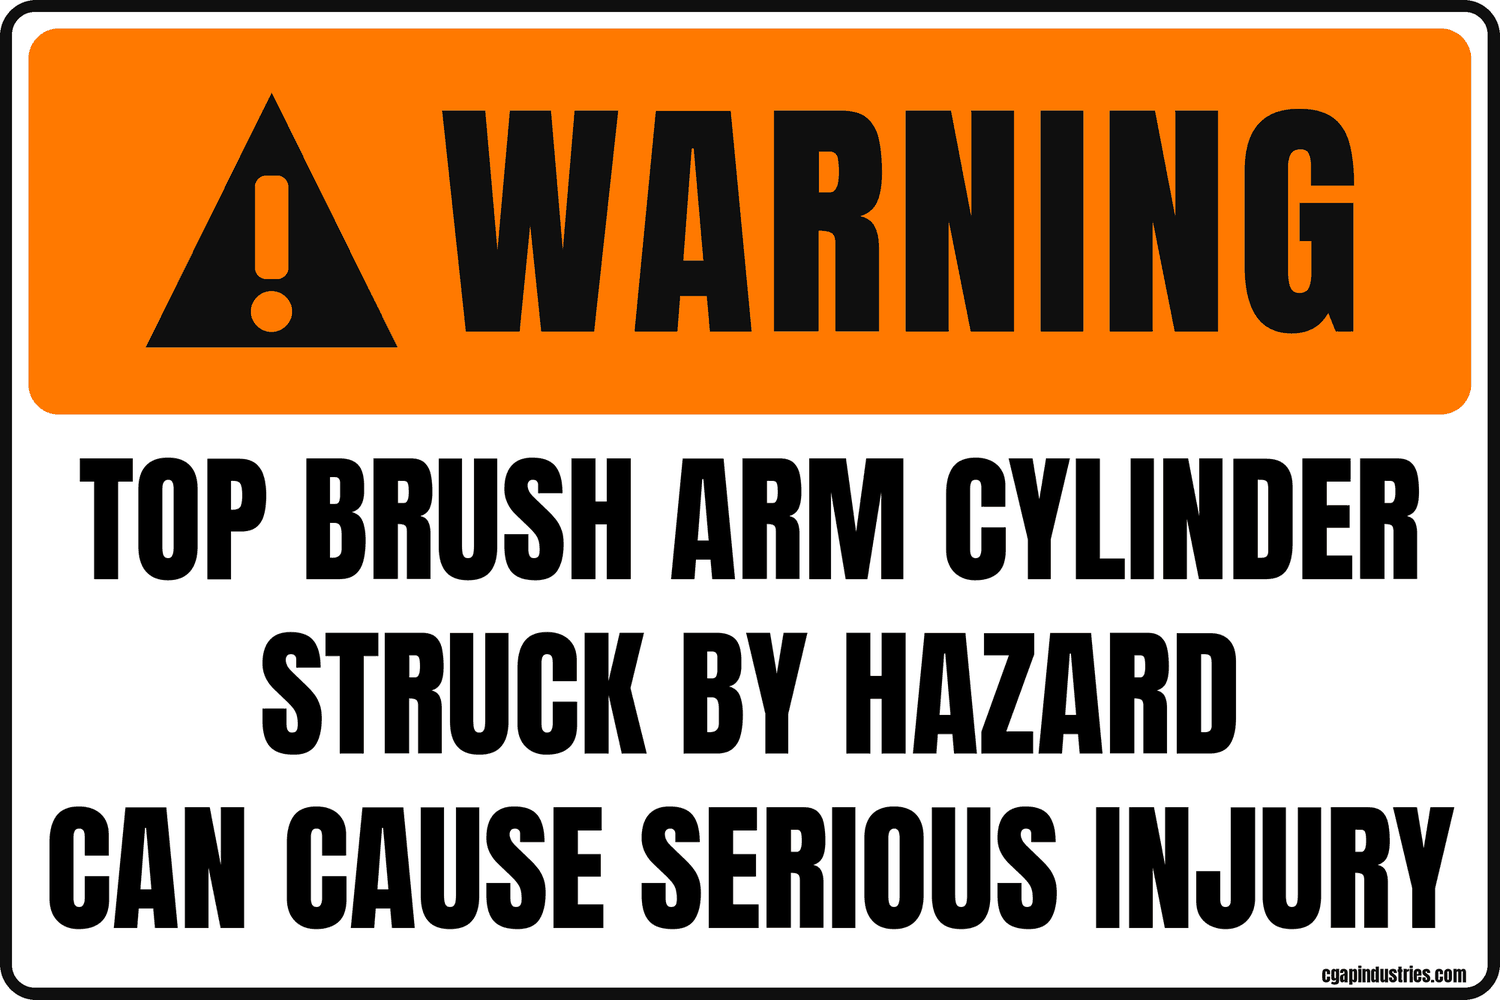 WARNING
TOP BRUSH ARM CYLINDER
STRUCK BY HAZARD
CAN CAUSE SERIOUS INJURY
cgapindustries.com